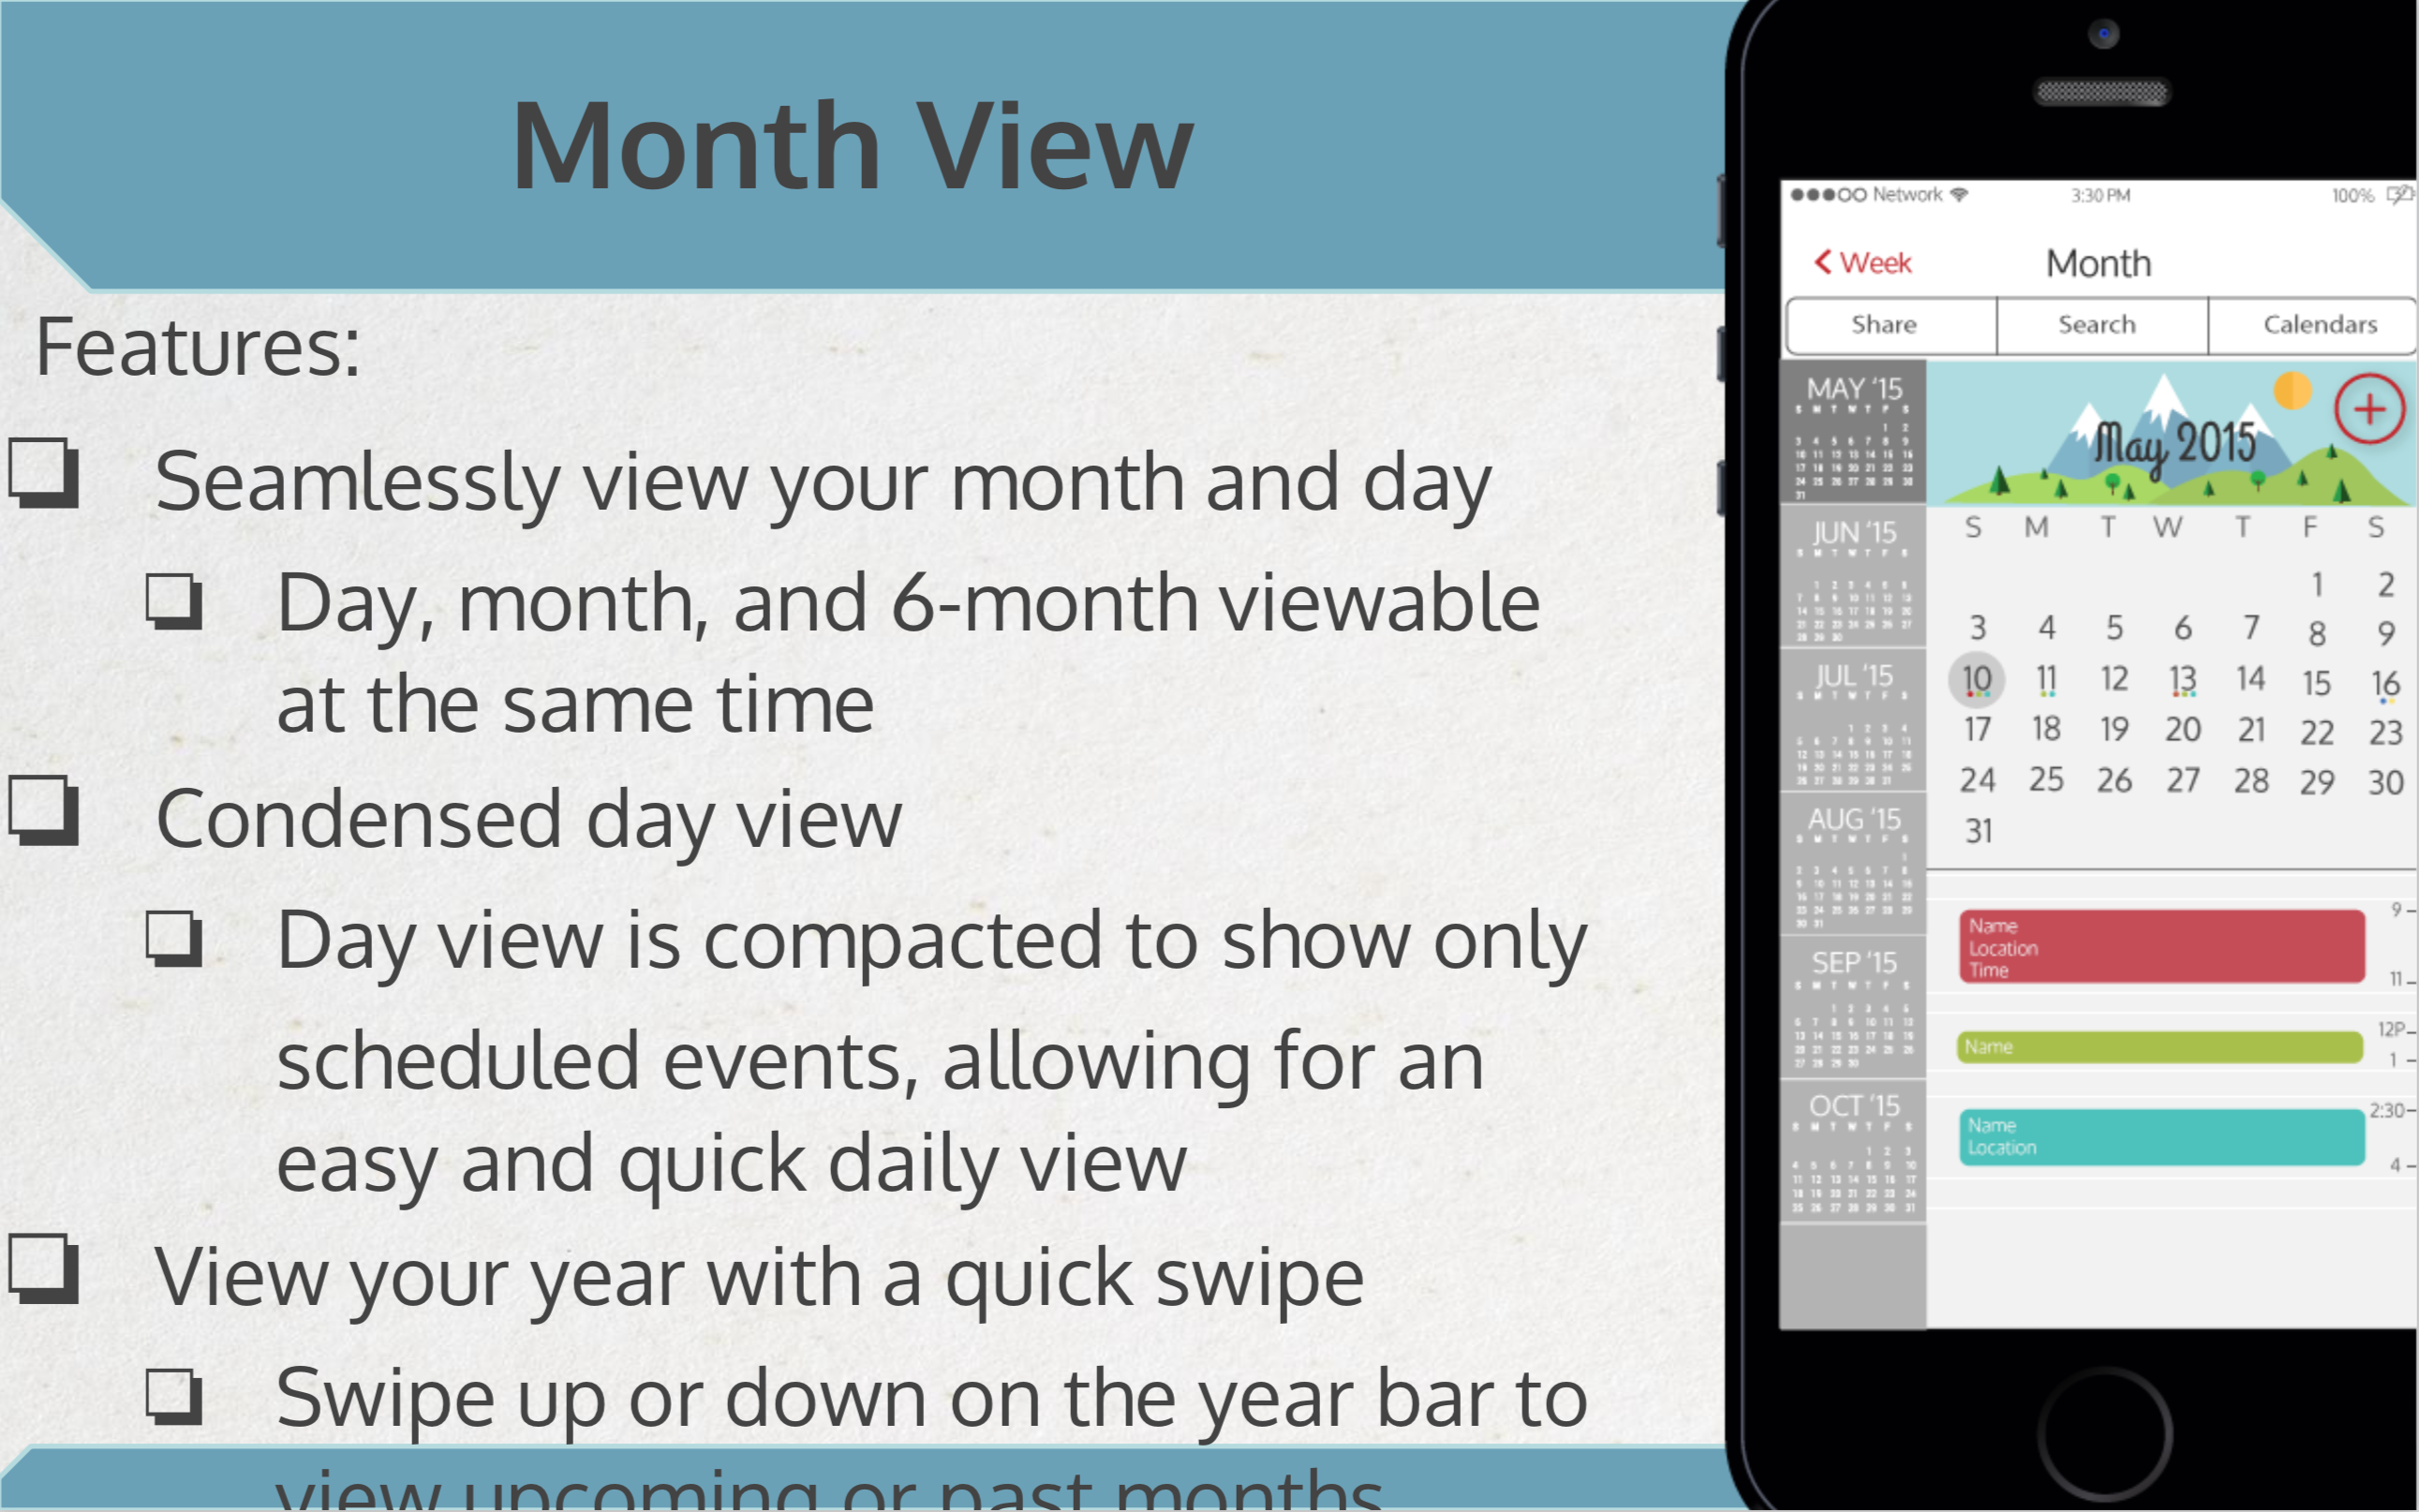 Month View
Features:
Seamlessly view your month and day
Day, month, and 6-month viewable
at the same time
Condensed day view
Day view is compacted to show only
scheduled events, allowing for an
easy and quick daily view
View your year with a quick swipe
Swipe up or down on the year bar to
view upcoming or past months
Network 3:30 PM 100%
Week Month
Share Search Calendars
MAY '15
JUN '15
JUL '15
AUG '15
SEP '15
OCT '15
May 2015
S M T W T F S
1 2
3 4 5 6 7 8 9
10 11 12 13 14 15 16
17 18 19 20 21 22 23
24 25 26 27 28 29 30
31
9
Name
Location
Time
11
12P
Name
1
2:30
Name
Location
4